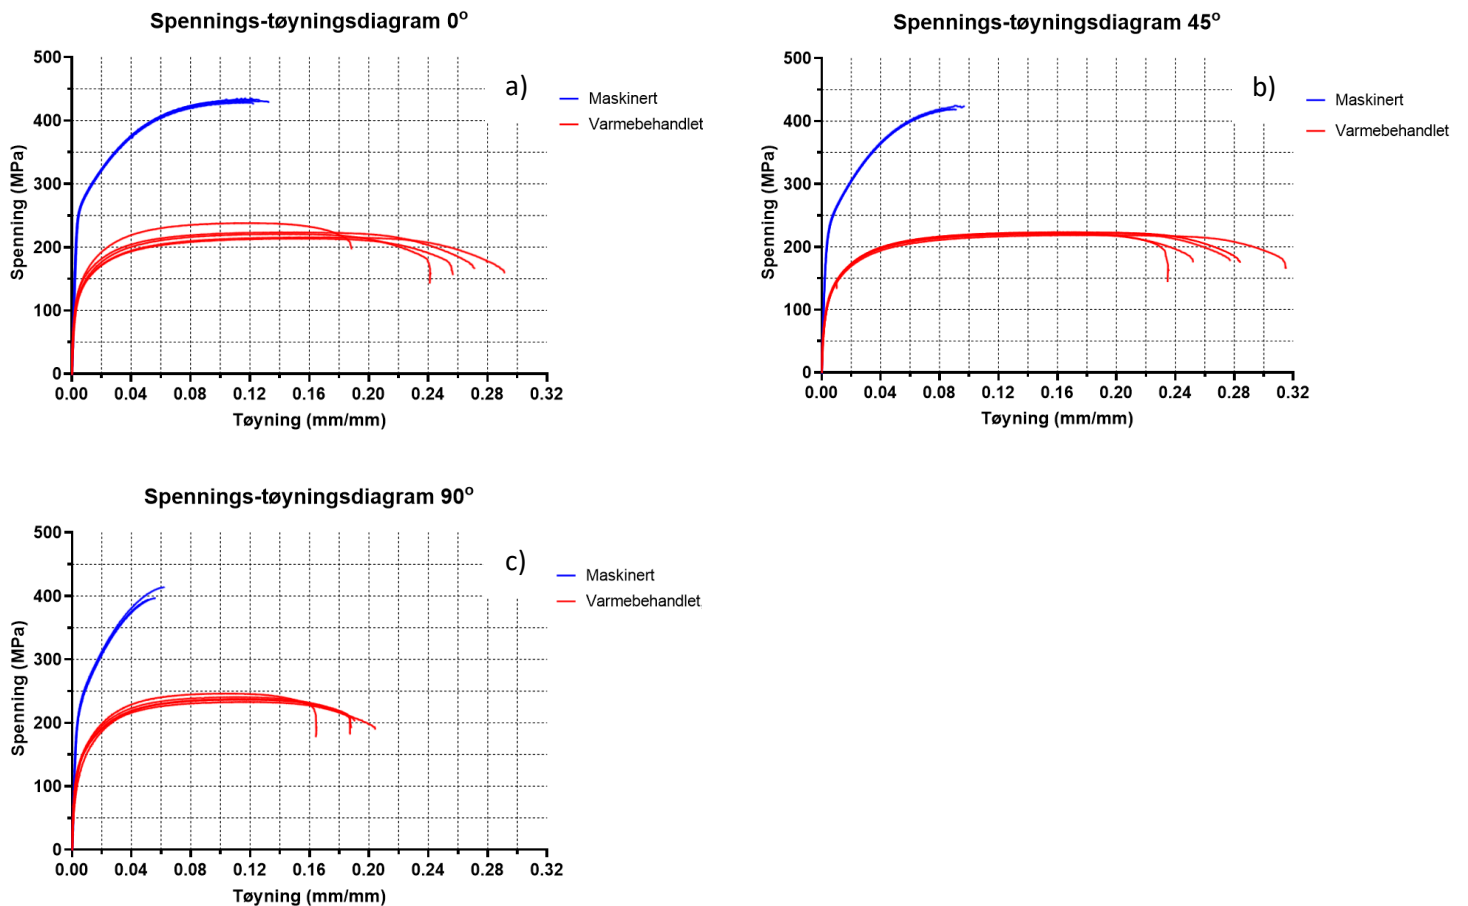 Spennings-tøyningsdiagram 0º
500
400
300
200
100
0
Spenning (MPa)
0.00 0.04 0.08 0.12 0.16 0.20 0.24 0.28 0.32
Tøyning (mm/mm)
a)
Maskinert
Varmebehandlet
Spennings-tøyningsdiagram 45º
500
400
300
200
100
0
Spenning (MPa)
0.00 0.04 0.08 0.12 0.16 0.20 0.24 0.28 0.32
Tøyning (mm/mm)
b)
Maskinert
Varmebehandlet
Spennings-tøyningsdiagram 90º
500
400
300
200
100
0
Spenning (MPa)
0.00 0.04 0.08 0.12 0.16 0.20 0.24 0.28 0.32
Tøyning (mm/mm)
c)
Maskinert
Varmebehandlet